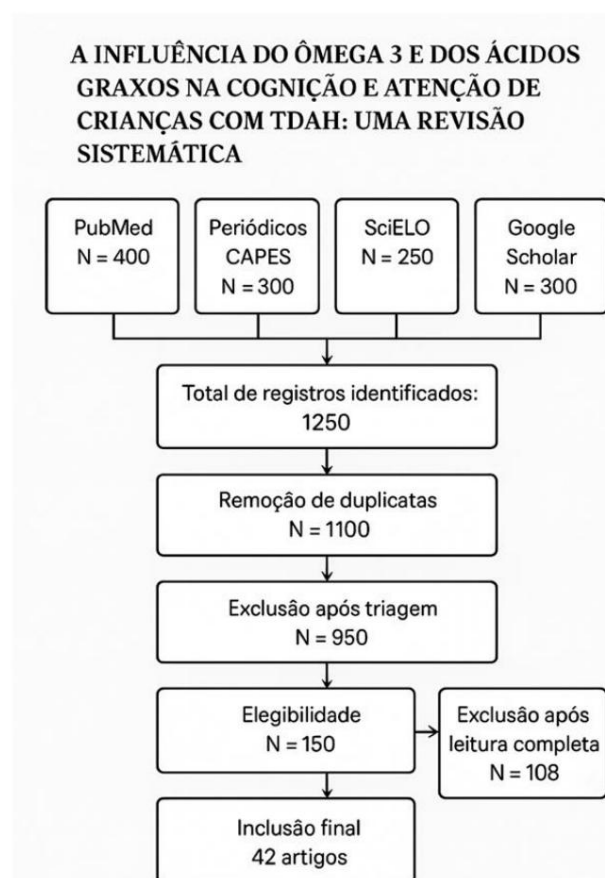 A INFLUÊNCIA DO ÔMEGA 3 E DOS ÁCIDOS
GRAXOS NA COGNIÇÃO E ATENÇÃO DE
CRIANÇAS COM TDAH: UMA REVISÃO
SISTEMÁTICA
PubMed
N = 400
Periódicos
CAPES
N = 300
SciELO
N = 250
Google
Scholar
N = 300
Total de registros identificados:
1250
Remoção de duplicatas
N = 1100
Exclusão após triagem
N = 950
Elegibilidade
N = 150
Exclusão após
leitura completa
N = 108
Inclusão final
42 artigos